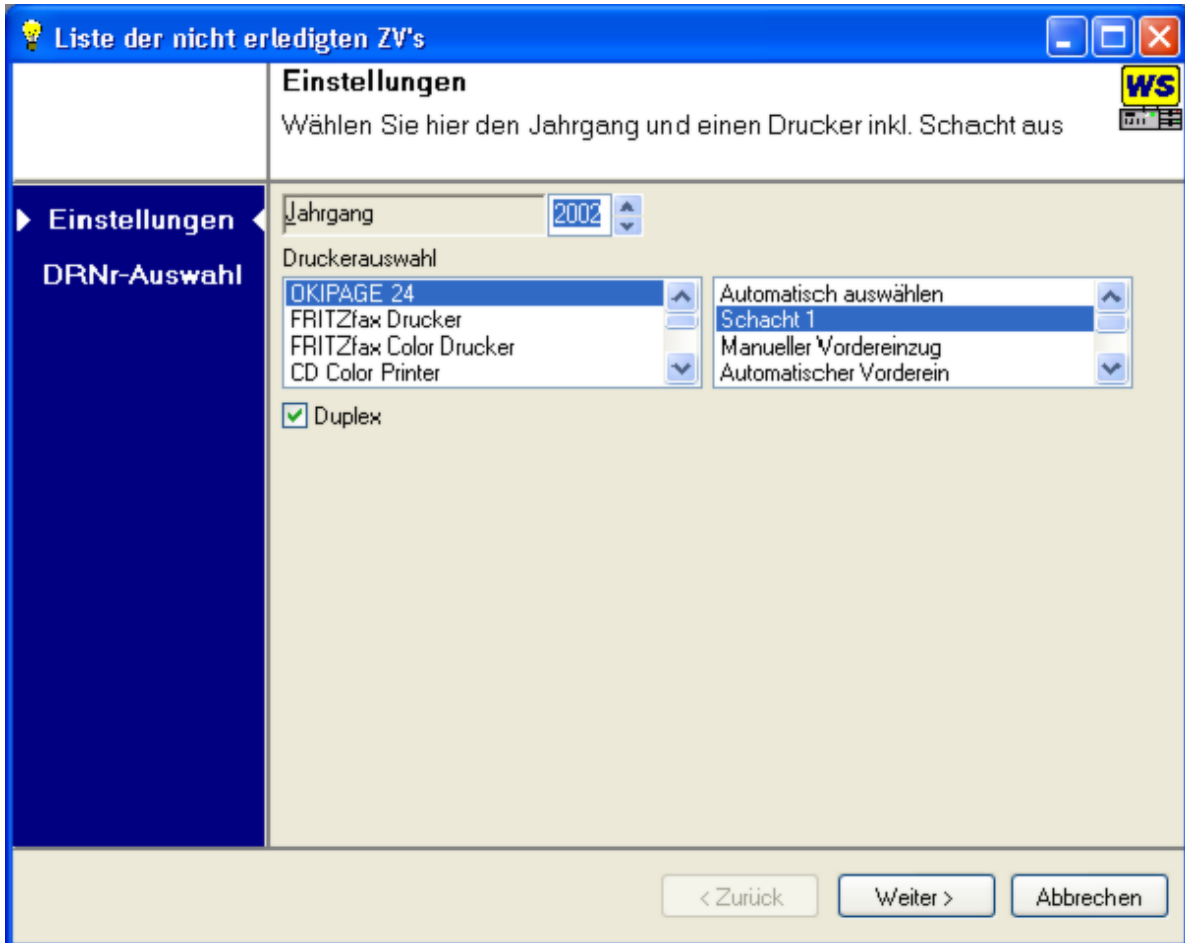 Liste der nicht erledigten ZV's
Einstellungen
Wählen Sie hier den Jahrgang und einen Drucker inkl. Schacht aus
WS
Einstellungen
DRNr-Auswahl
Jahrgang 2002
Druckerauswahl
OKIPAGE 24
FRITZfax Drucker
FRITZfax Color Drucker
CD Color Printer
Automatisch auswählen
Schacht 1
Manueller Vordereinzug
Automatischer Vorderein
Duplex
< Zurück
Weiter >
Abbrechen